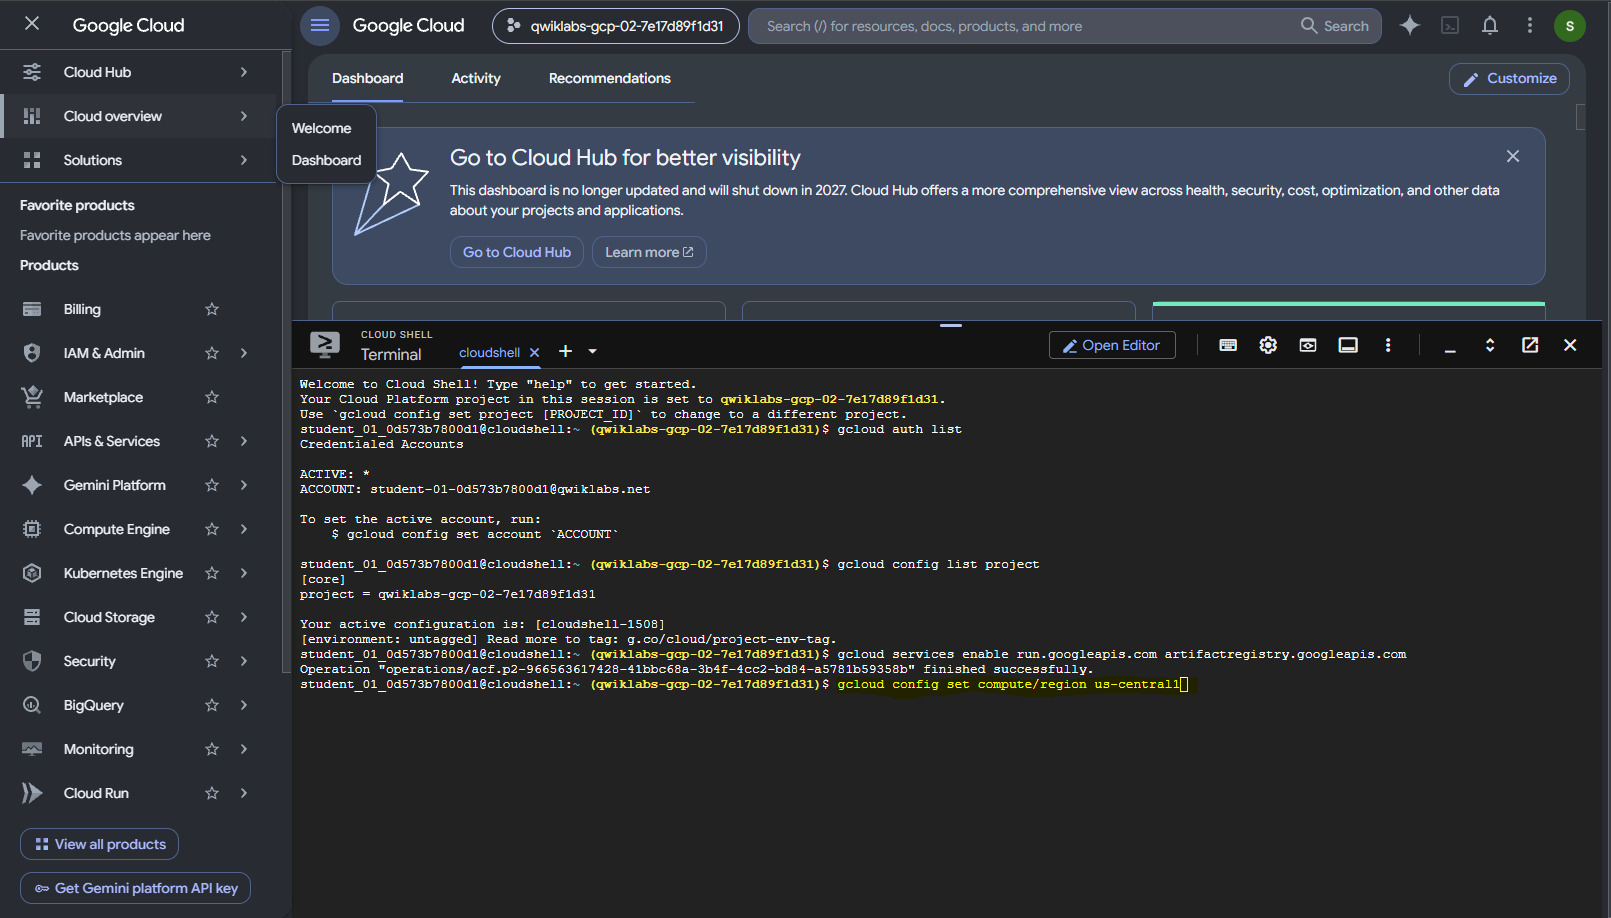 Google Cloud
Cloud Hub
Cloud overview
Solutions
Favorite products
Favorite products appear here
Products
Billing
IAM & Admin
Marketplace
API APIs & Services
Gemini Platform
Compute Engine
Kubernetes Engine
Cloud Storage
Security
BigQuery
Monitoring
Cloud Run
View all products
Get Gemini platform API key
Welcome
Dashboard
Google Cloud
qwiklabs-gcp-02-7e17d89f1d31
Search (/) for resources, docs, products, and more
Search
S
Dashboard Activity Recommendations
Customize
Go to Cloud Hub for better visibility
This dashboard is no longer updated and will shut down in 2027. Cloud Hub offers a more comprehensive view across health, security, cost, optimization, and other data
about your projects and applications.
Go to Cloud Hub Learn more
CLOUD SHELL
Terminal
cloudshell
Open Editor
Welcome to Cloud Shell! Type "help" to get started.
Your Cloud Platform project in this session is set to qwiklabs-gcp-02-7e17d89f1d31.
Use `gcloud config set project [PROJECT_ID]` to change to a different project.
student_01_0d573b7800d1@cloudshell:~ (qwiklabs-gcp-02-7e17d89f1d31)$ gcloud auth list
Credentialed Accounts
ACTIVE: *
ACCOUNT: student-01-0d573b7800d1@qwiklabs.net
To set the active account, run:
$ gcloud config set account `ACCOUNT`
student_01_0d573b7800d1@cloudshell:~ (qwiklabs-gcp-02-7e17d89f1d31)$ gcloud config list project
[core]
project = qwiklabs-gcp-02-7e17d89f1d31
Your active configuration is: [cloudshell-1508]
[environment: untagged] Read more to tag: g.co/cloud/project-env-tag.
student_01_0d573b7800d1@cloudshell:~ (qwiklabs-gcp-02-7e17d89f1d31)$ gcloud services enable run.googleapis.com artifactregistry.googleapis.com
Operation "operations/acf.p2-966563617428-41bbc68a-3b4f-4cc2-bd84-a5781b59358b" finished successfully.
student_01_0d573b7800d1@cloudshell:~ (qwiklabs-gcp-02-7e17d89f1d31)$ gcloud config set compute/region us-central1